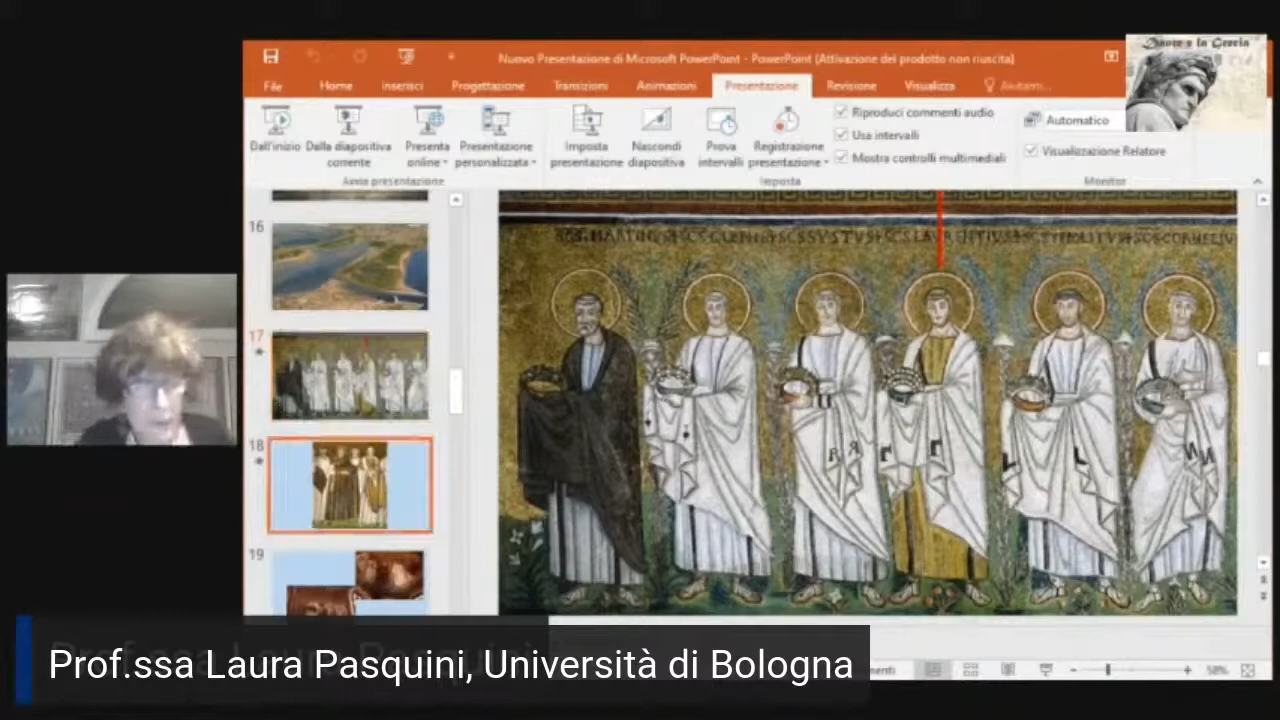 Nuovo Presentazione di Microsoft PowerPoint - PowerPoint (Attivazione del prodotto non riuscita)
File Home Inserisci Progettazione Transizioni Animazioni Presentazione Revisione Visualizza Aiutami...
Dall'inizio
Dalla diapositiva corrente
Presenta online
Presentazione personalizzata
Avvia presentazione
Imposta presentazione
Nascondi diapositiva
Prova intervalli
Registrazione presentazione
Imposta
Riproduci commenti audio
Usa intervalli
Mostra controlli multimediali
Automatico
Visualizzazione Relatore
Monitor
Dante e la Grecia
16
17
18
19
Prof.ssa Laura Pasquini, Università di Bologna
58%